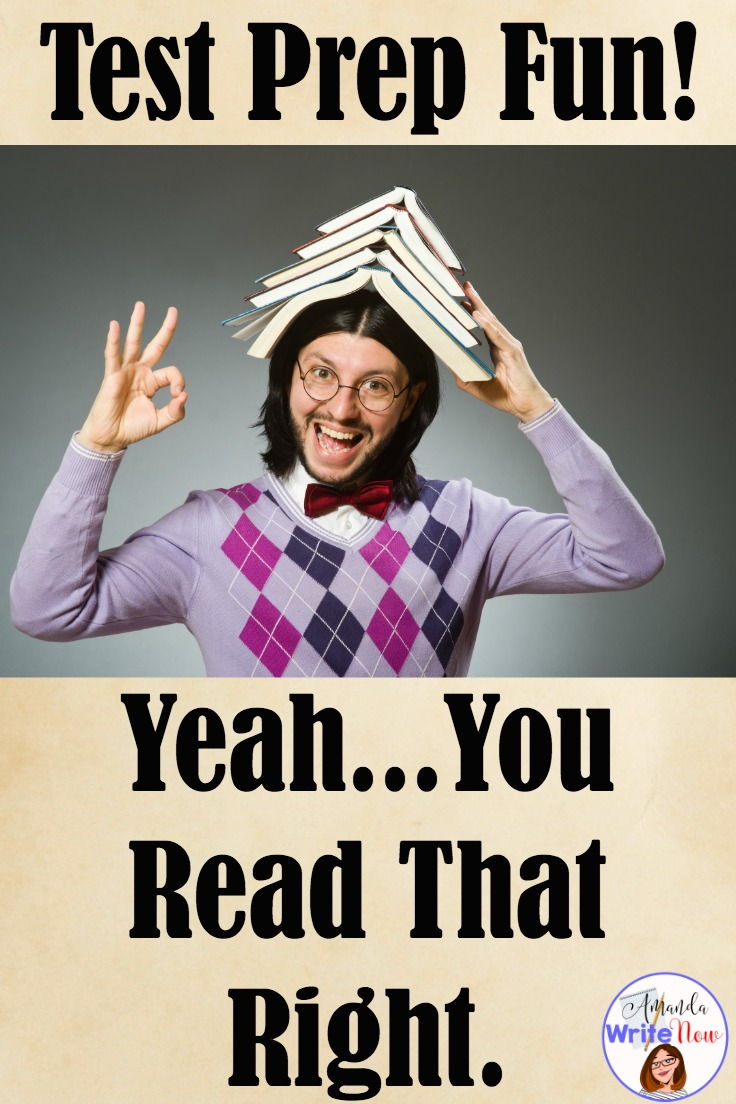 Test Prep Fun!
Yeah...You
Read That
Right.
Amanda
Write Now